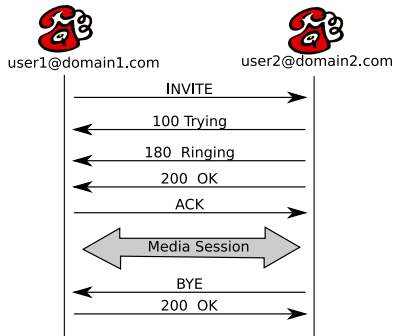 user1@domain1.com
user2@domain2.com
INVITE
100 Trying
180 Ringing
200 OK
ACK
Media Session
BYE
200 OK